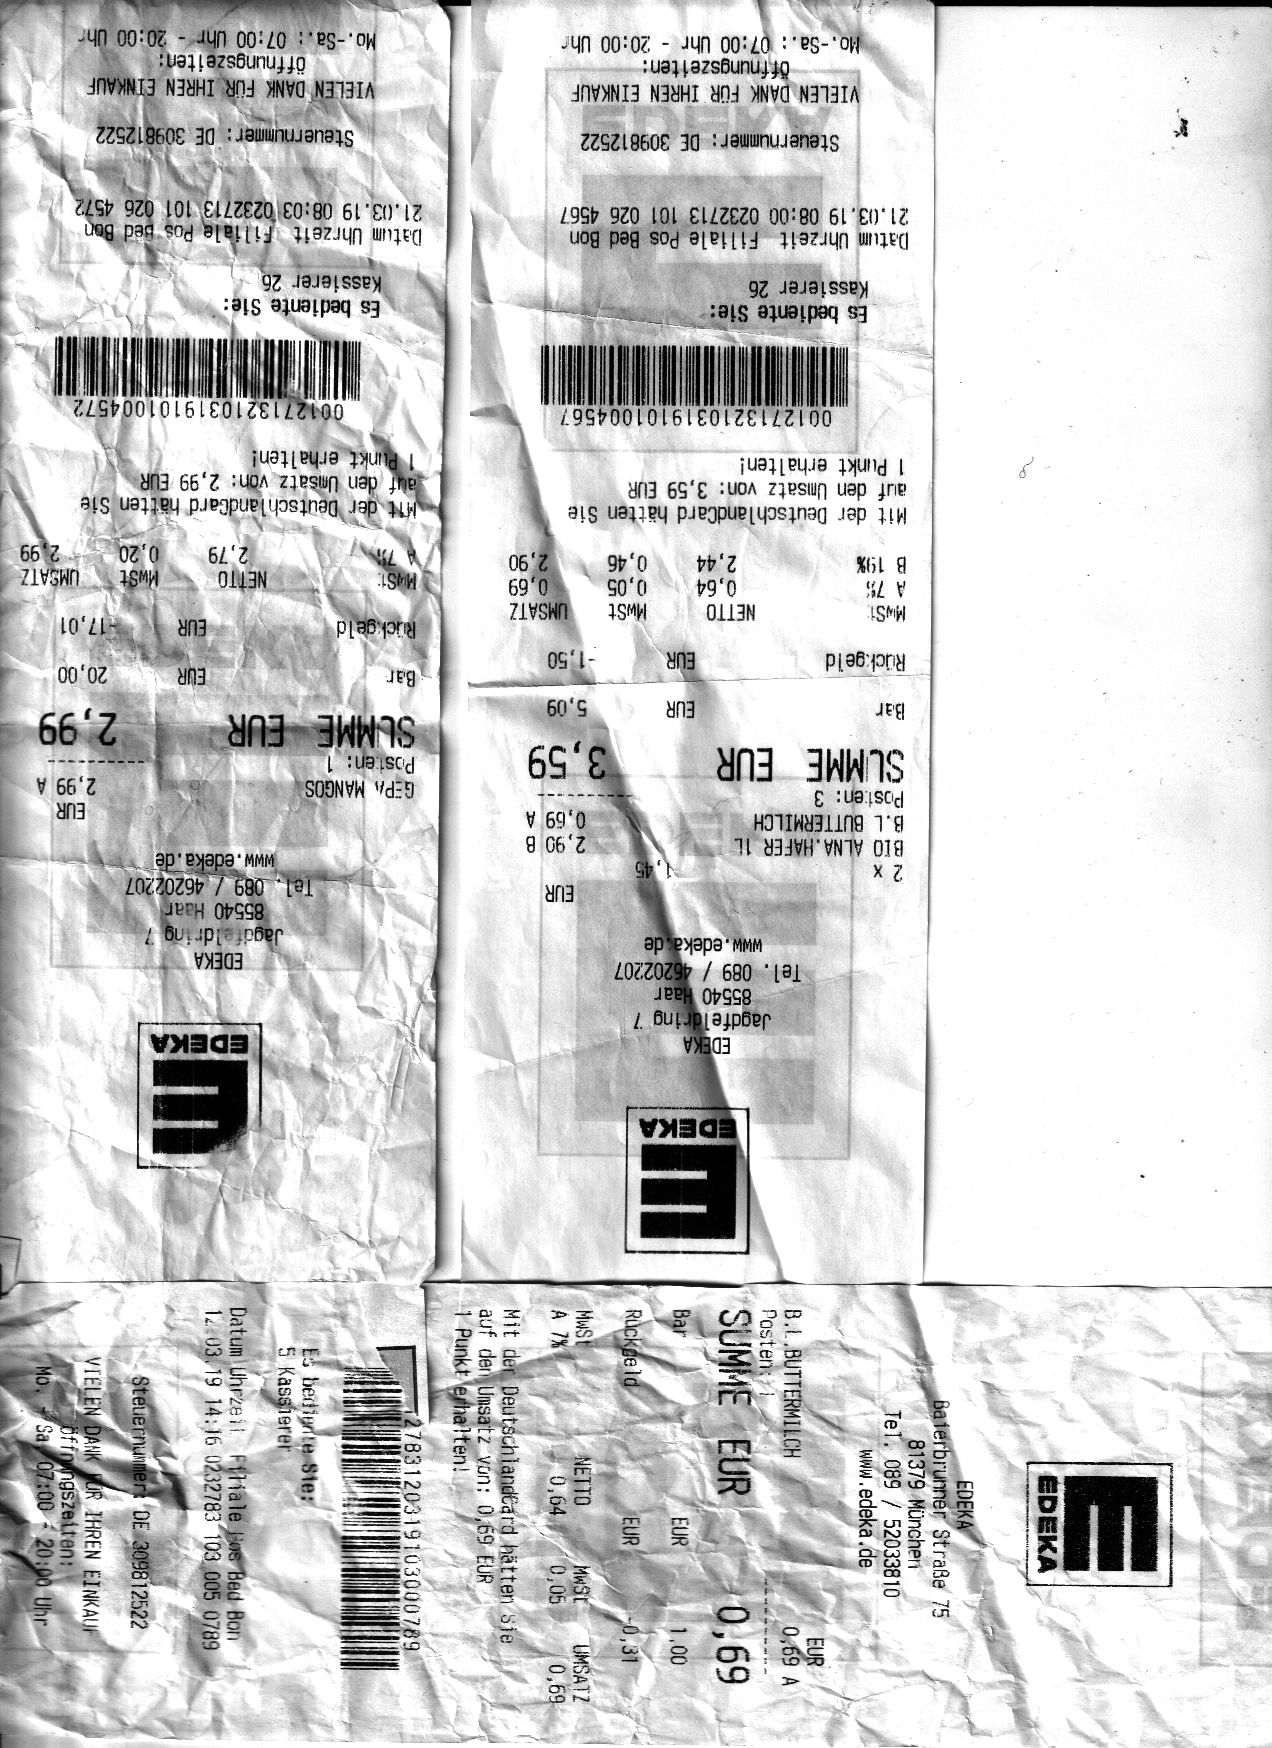 EDEKA
EDEKA
Jagdfeldring 7
85540 Haar
Tel. 089 / 46202207
www.edeka.de
EUR
GEPA MANGOS 2,99 A
Posten: 1
SUMME EUR 2,99
Bar EUR 20,00
Rückgeld EUR -17,01
MwSt NETTO MwSt UMSATZ
A 7% 2,79 0,20 2,99
Mit der DeutschlandCard hätten Sie
auf den Umsatz von: 2,99 EUR
1 Punkt erhalten!
0012713210319101004572
Es bediente Sie:
Kassierer 26
Datum Uhrzeit Filiale Pos Bed Bon
21.03.19 08:03 0232713 101 026 4572
Steuernummer: DE 309812522
VIELEN DANK FÜR IHREN EINKAUF
Öffnungszeiten:
Mo.-Sa.: 07:00 Uhr - 20:00 Uhr
EDEKA
EDEKA
Jagdfeldring 7
85540 Haar
Tel. 089 / 46202207
www.edeka.de
EUR
2 x 1,45
BIO ALNA.HAFER 1L 2,90 B
B.L BUTTERMILCH 0,69 A
Posten: 3
SUMME EUR 3,59
Bar EUR 5,09
Rückgeld EUR -1,50
MwSt NETTO MwSt UMSATZ
A 7% 0,64 0,05 0,69
B 19% 2,44 0,46 2,90
Mit der DeutschlandCard hätten Sie
auf den Umsatz von: 3,59 EUR
1 Punkt erhalten!
0012713210319101004567
Es bediente Sie:
Kassierer 26
Datum Uhrzeit Filiale Pos Bed Bon
21.03.19 08:00 0232713 101 026 4567
Steuernummer: DE 309812522
VIELEN DANK FÜR IHREN EINKAUF
Öffnungszeiten:
Mo.-Sa.: 07:00 Uhr - 20:00 Uhr
EDEKA
EDEKA
Baierbrunner Straße 75
81379 München
Tel. 089 / 52033810
www.edeka.de
EUR
B.L.BUTTERMILCH 0,69 A
Posten: 1
SUMME EUR 0,69
Bar EUR 1,00
Rückgeld EUR -0,31
MwSt NETTO MwSt UMSATZ
A 7% 0,64 0,05 0,69
Mit der DeutschlandCard hätten Sie
auf den Umsatz von: 0,69 EUR
1 Punkt erhalten!
Es bediente Sie:
5 Kassierer
Datum Uhrzeit Filiale Pos Bed Bon
03.19 14:16 0232783 103 005 0789
Steuernummer: DE 309812522
VIELEN DANK FÜR IHREN EINKAUF
Öffnungszeiten:
Mo. - Sa. 07:00 - 20:00 Uhr